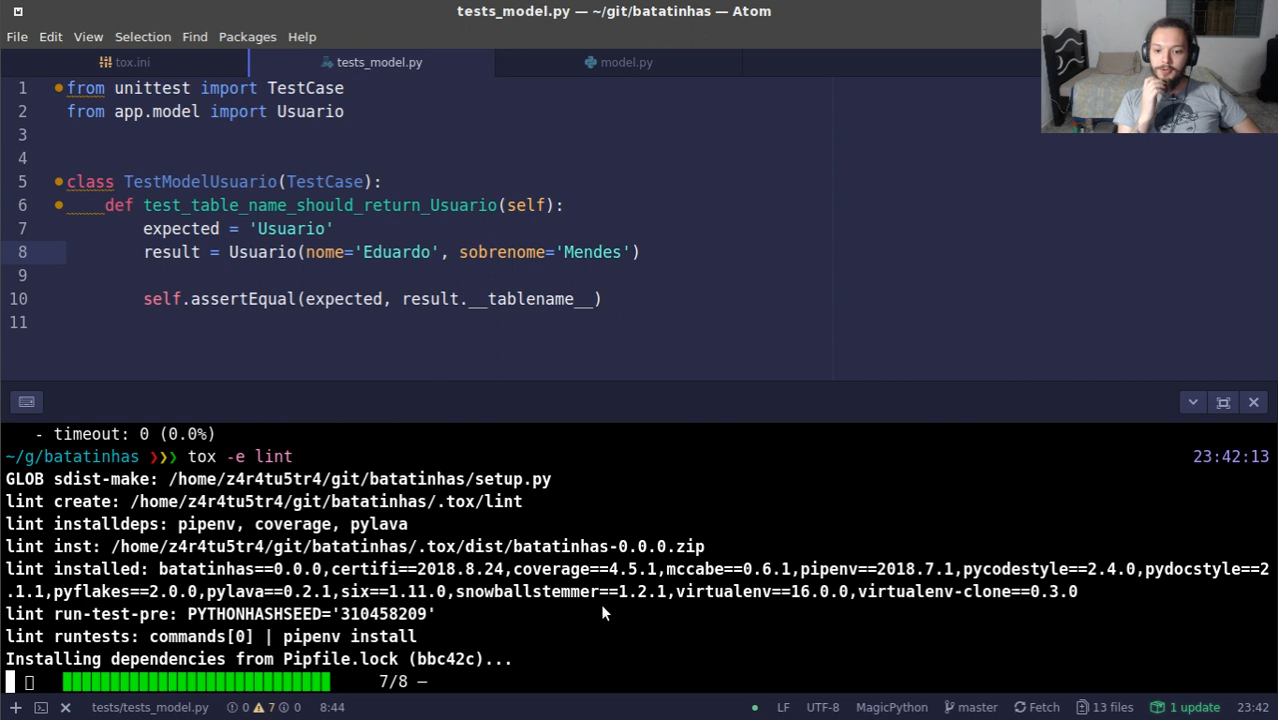 tests_model.py — ~/git/batatinhas — Atom
File Edit View Selection Find Packages Help
tox.ini tests_model.py model.py
1 from unittest import TestCase
2 from app.model import Usuario
3
4
5 class TestModelUsuario(TestCase):
6 def test_table_name_should_return_Usuario(self):
7 expected = 'Usuario'
8 result = Usuario(nome='Eduardo', sobrenome='Mendes')
9
10 self.assertEqual(expected, result.__tablename__)
11
- timeout: 0 (0.0%)
~/g/batatinhas ❯❯❯ tox -e lint 23:42:13
GLOB sdist-make: /home/z4r4tu5tr4/git/batatinhas/setup.py
lint create: /home/z4r4tu5tr4/git/batatinhas/.tox/lint
lint installdeps: pipenv, coverage, pylava
lint inst: /home/z4r4tu5tr4/git/batatinhas/.tox/dist/batatinhas-0.0.0.zip
lint installed: batatinhas==0.0.0,certifi==2018.8.24,coverage==4.5.1,mccabe==0.6.1,pipenv==2018.7.1,pycodestyle==2.4.0,pydocstyle==2
.1.1,pyflakes==2.0.0,pylava==0.2.1,six==1.11.0,snowballstemmer==1.2.1,virtualenv==16.0.0,virtualenv-clone==0.3.0
lint run-test-pre: PYTHONHASHSEED='310458209'
lint runtests: commands[0] | pipenv install
Installing dependencies from Pipfile.lock (bbc42c)...
7/8 —
tests/tests_model.py 0 7 0 8:44 LF UTF-8 MagicPython master Fetch 13 files 1 update 23:42